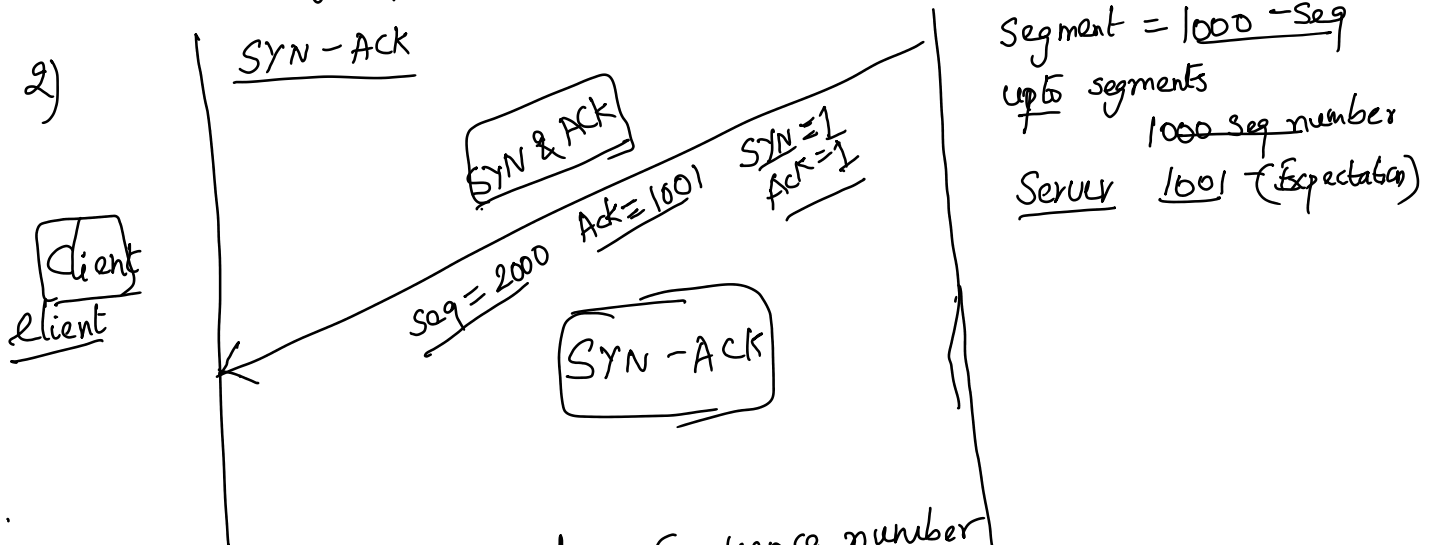 2)
SYN - ACK
SYN & ACK
SYN = 1
Ack = 1
Ack = 1001
Seq = 2000
SYN - ACK
Client
Client
Segment = 1000 - Seq
upto segments
1000 Seq number
Server 1001 - (Expectation)
number